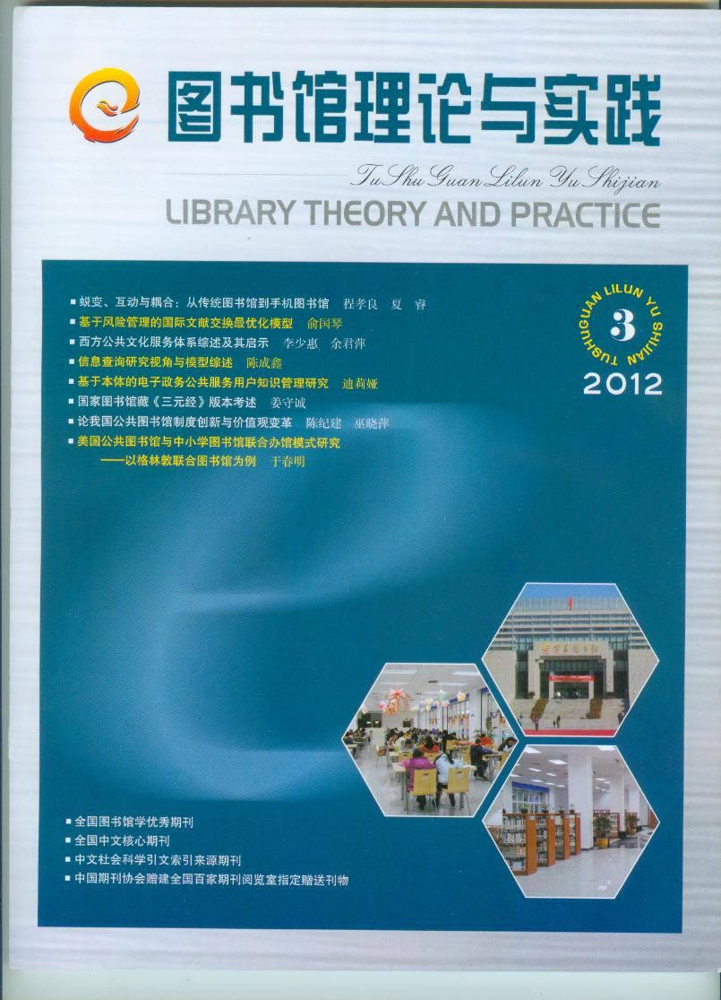 图书馆理论与实践
Tu Shu Guan Lilun Yu Shijian
LIBRARY THEORY AND PRACTICE
TUSHUGUAN LILUN YU SHIJIAN
3
2012
■ 蜕变、互动与耦合：从传统图书馆到手机图书馆 程孝良 夏 睿
■ 基于风险管理的国际文献交换最优化模型 俞国琴
■ 西方公共文化服务体系综述及其启示 李少惠 余君萍
■ 信息查询研究视角与模型综述 陈成鑫
■ 基于本体的电子政务公共服务用户知识管理研究 迪莉娅
■ 国家图书馆藏《三元经》版本考述 姜守诚
■ 论我国公共图书馆制度创新与价值观变革 陈纪建 巫晓萍
■ 美国公共图书馆与中小学图书馆联合办馆模式研究
——以格林敦联合图书馆为例 于春明
宁夏图书馆
■ 全国图书馆学优秀期刊
■ 全国中文核心期刊
■ 中文社会科学引文索引来源期刊
■ 中国期刊协会赠建全国百家期刊阅览室指定赠送刊物